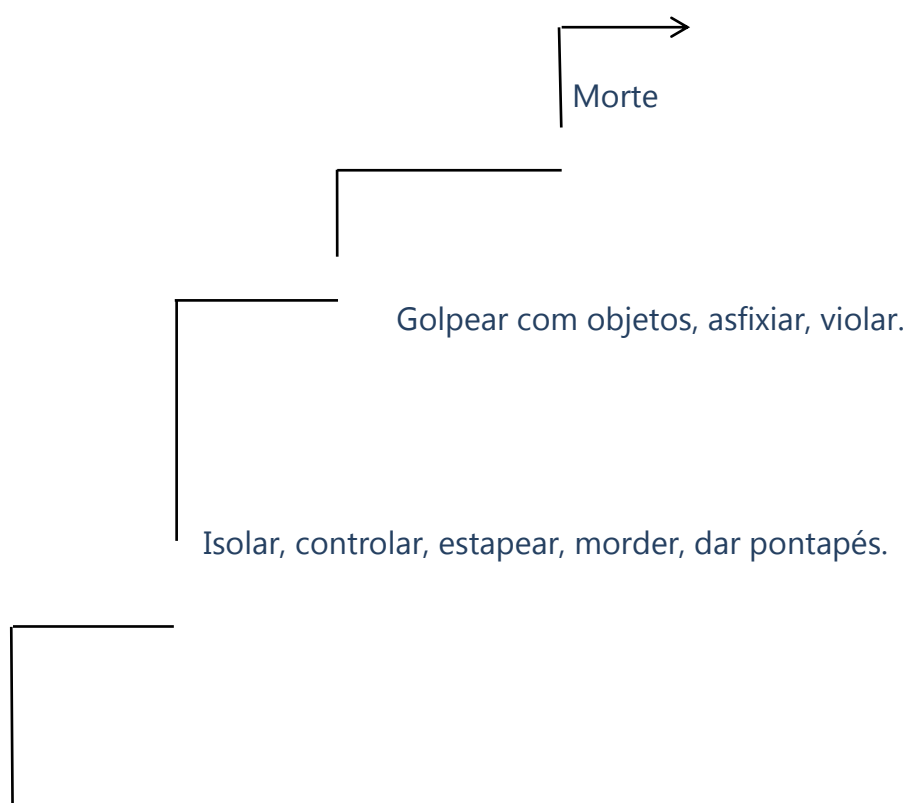 Morte
Golpear com objetos, asfixiar, violar.
Isolar, controlar, estapear, morder, dar pontapés.